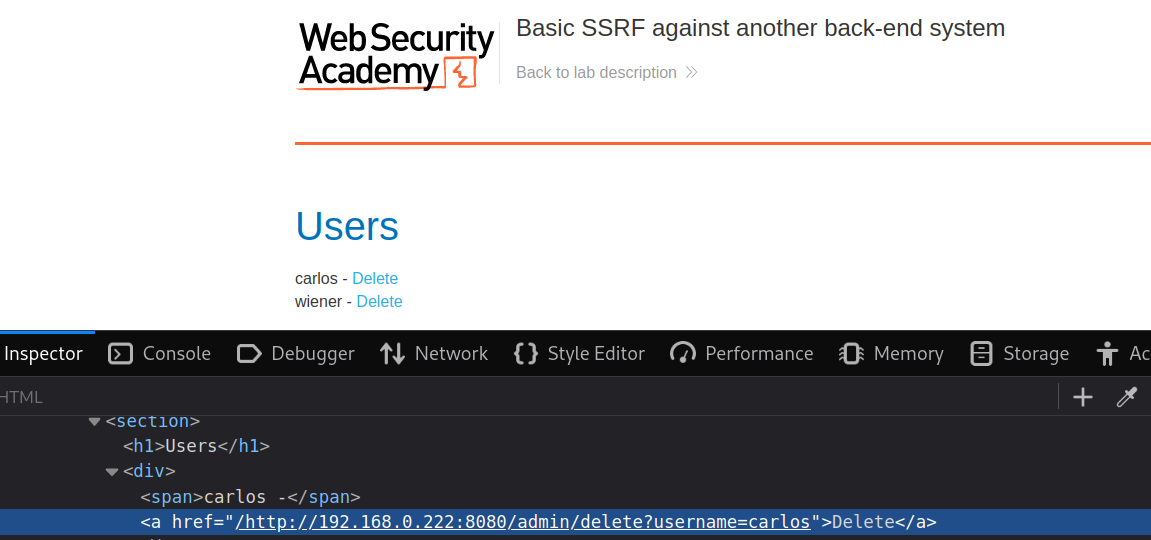 Web Security
Academy
Basic SSRF against another back-end system
Back to lab description
Users
carlos - Delete
wiener - Delete
Inspector Console Debugger Network Style Editor Performance Memory Storage Ac
HTML
<section>
<h1>Users</h1>
<div>
<span>carlos -</span>
<a href="/http://192.168.0.222:8080/admin/delete?username=carlos">Delete</a>